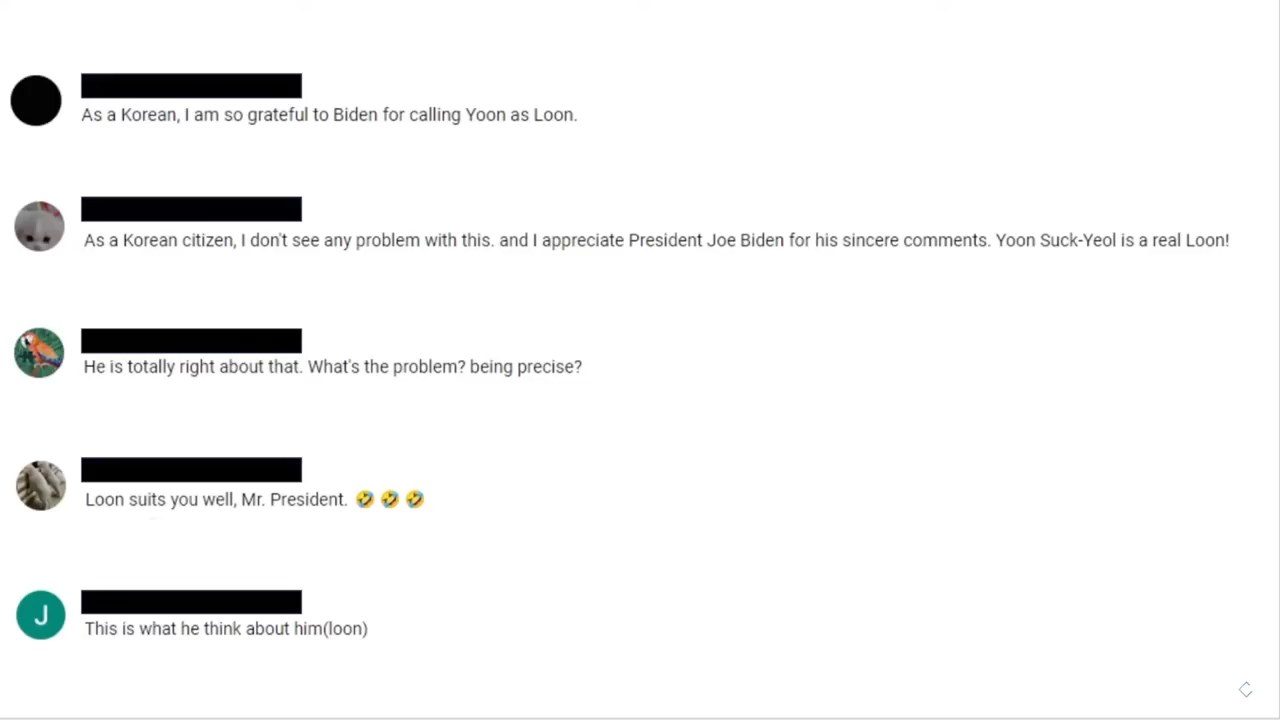 As a Korean, I am so grateful to Biden for calling Yoon as Loon.
As a Korean citizen, I don't see any problem with this. and I appreciate President Joe Biden for his sincere comments. Yoon Suck-Yeol is a real Loon!
He is totally right about that. What's the problem? being precise?
Loon suits you well, Mr. President. 🤣 🤣 🤣
J
This is what he think about him(loon)